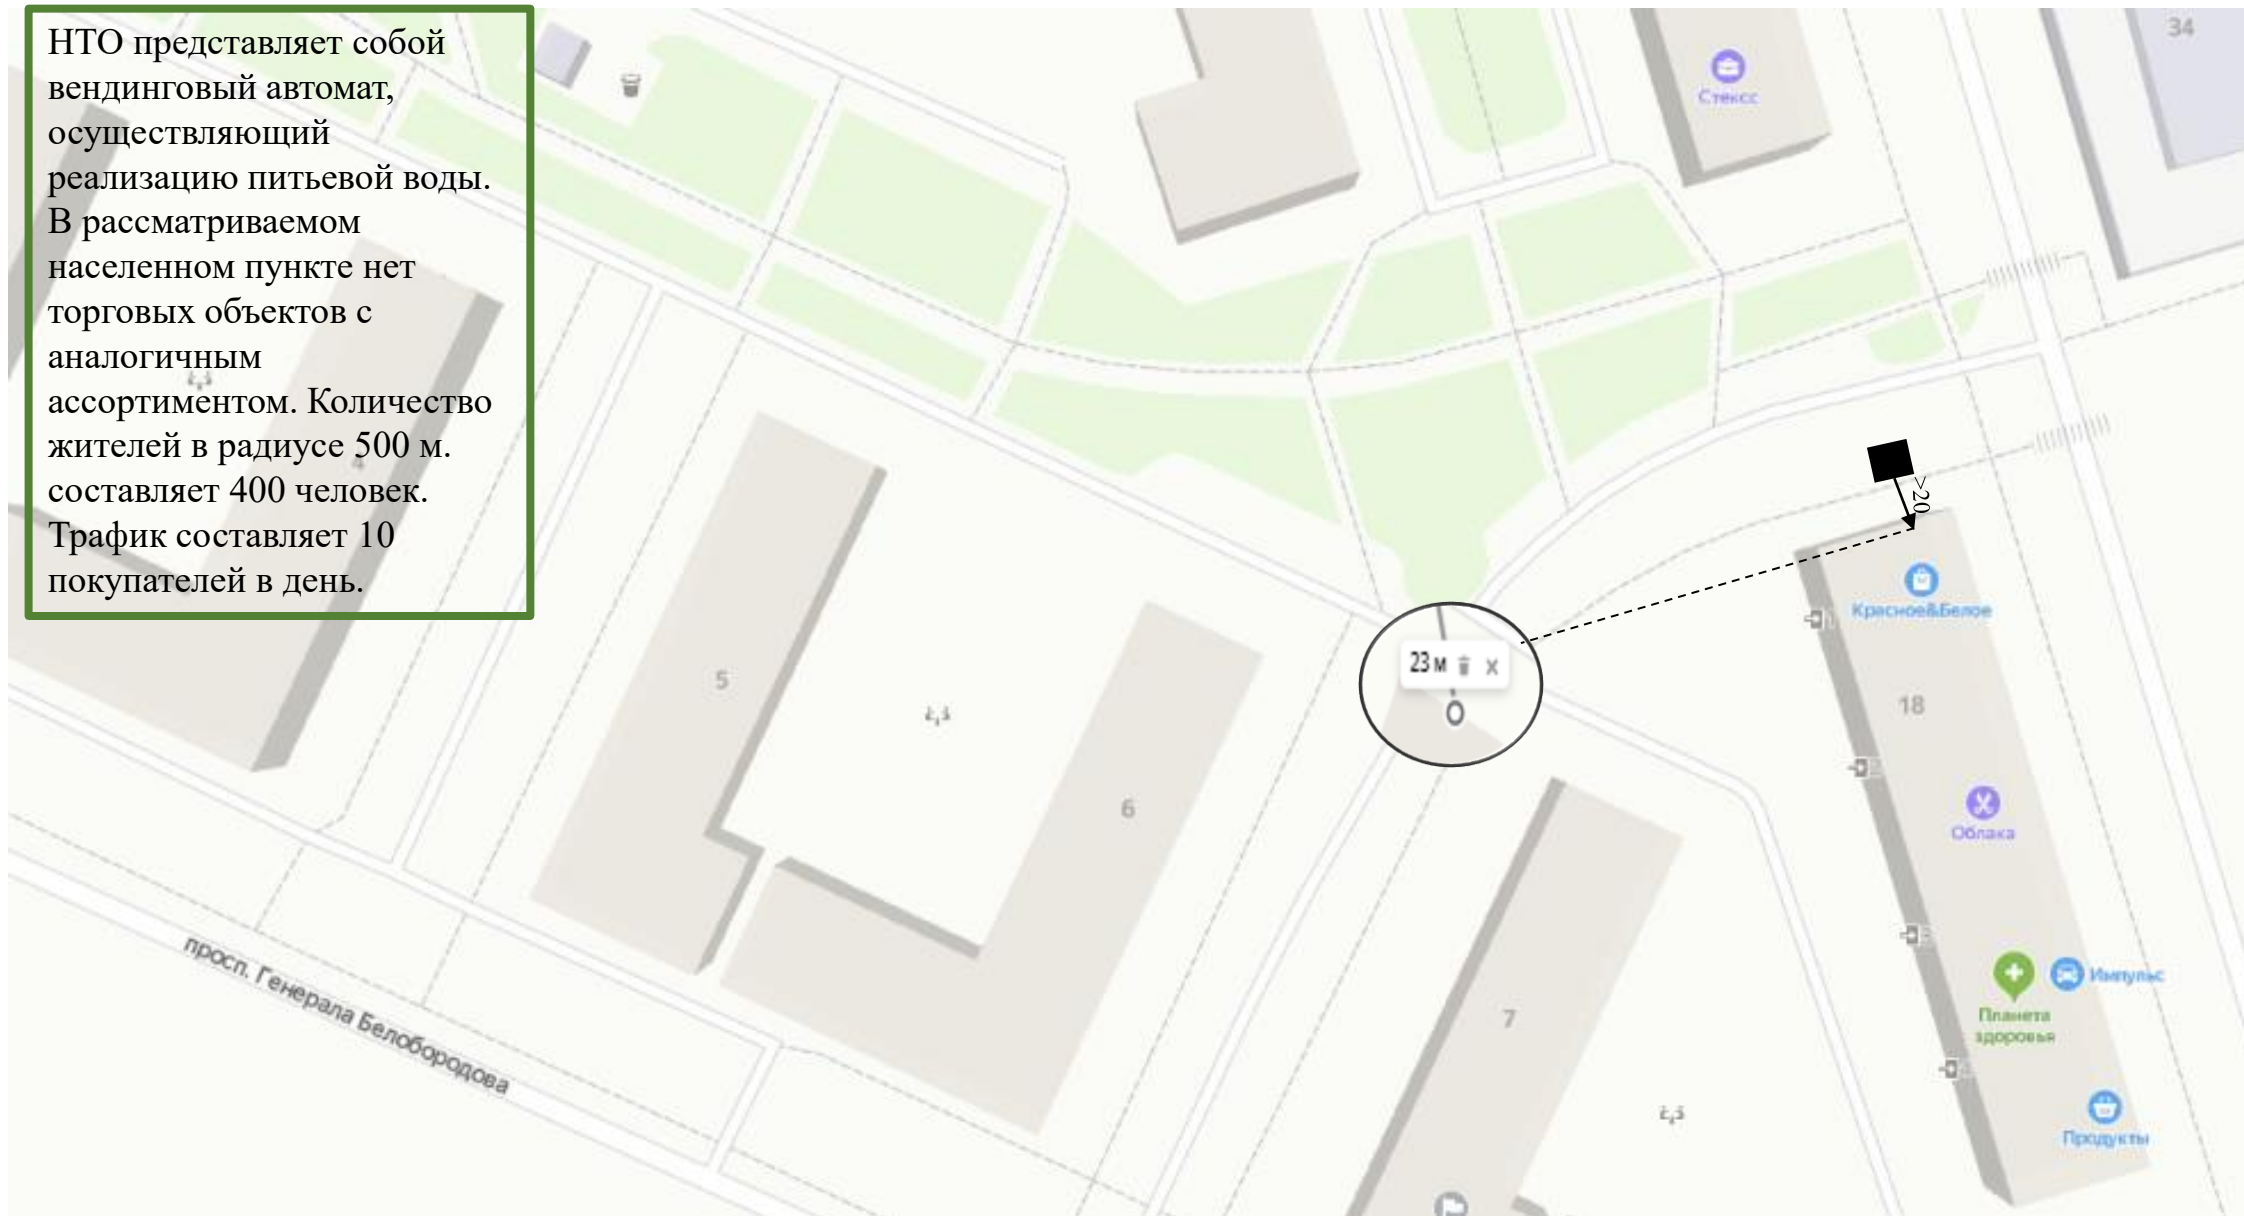 НТО представляет собой
вендинговый автомат,
осуществляющий
реализацию питьевой воды.
В рассматриваемом
населенном пункте нет
торговых объектов с
аналогичным
ассортиментом. Количество
жителей в радиусе 500 м.
составляет 400 человек.
Трафик составляет 10
покупателей в день.
34
Стексс
4
>20
Красное&Белое
23 м
5
18
6
Облака
просп. Генерала Белобородова
Импульс
7
Планета
здоровья
Продукты